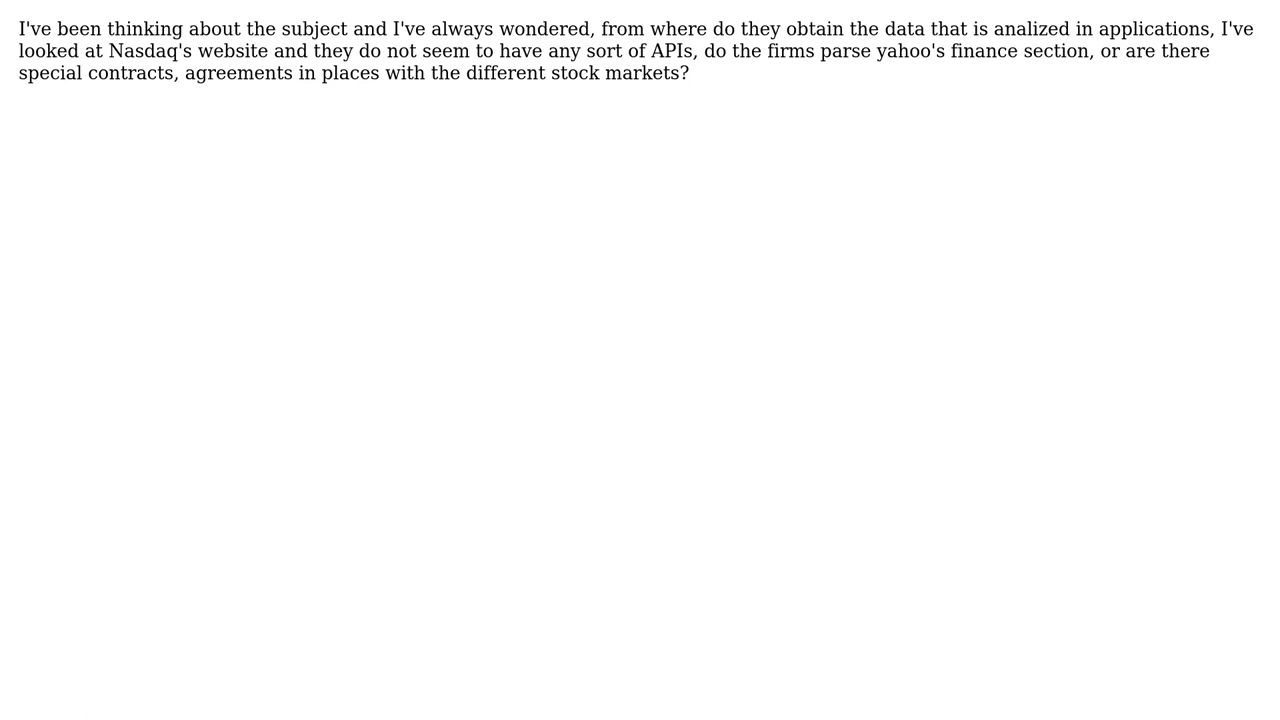 I've been thinking about the subject and I've always wondered, from where do they obtain the data that is analized in applications, I've
looked at Nasdaq's website and they do not seem to have any sort of APIs, do the firms parse yahoo's finance section, or are there
special contracts, agreements in places with the different stock markets?